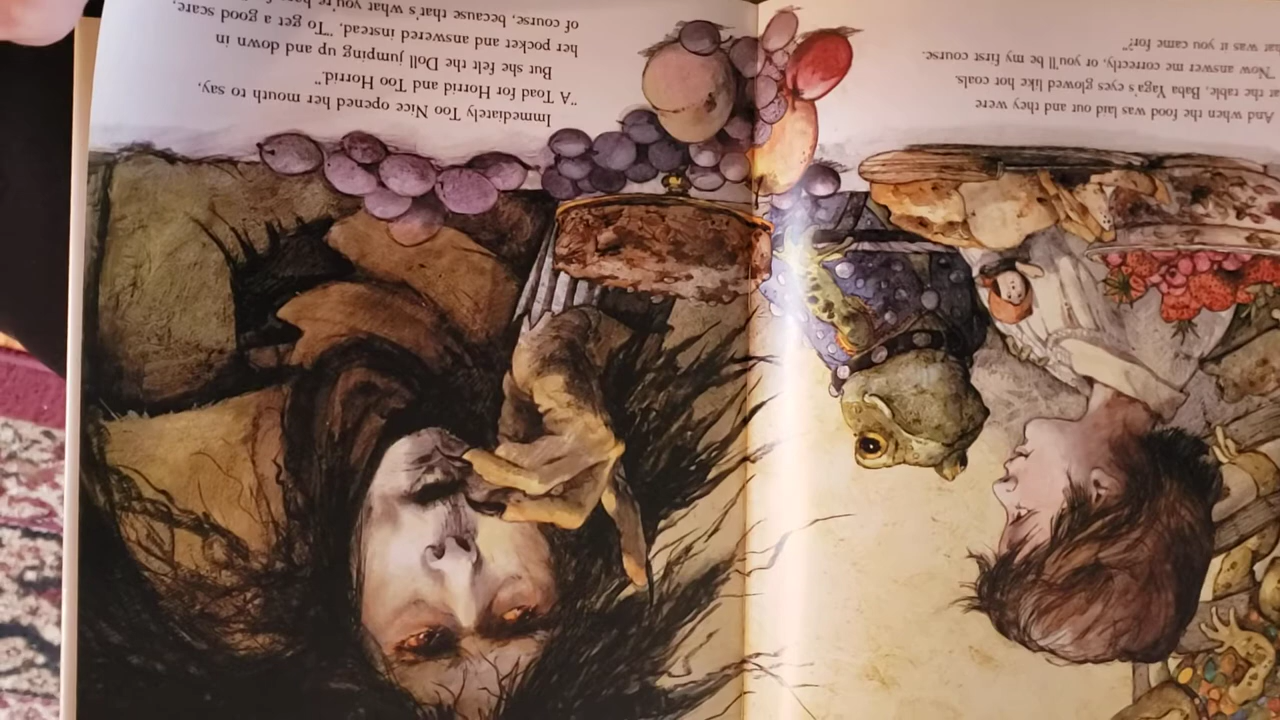 And when the food was laid out and they were
at the table, Baba Yaga's eyes glowed like hot coals.
"Now answer me correctly, or you'll be my first course.
hat was it you came for?"
Immediately Too Nice opened her mouth to say,
"A Toad for Horrid and Too Horrid."
But she felt the Doll jumping up and down in
her pocket and answered instead, "To get a good scare,
of course, because that's what you're